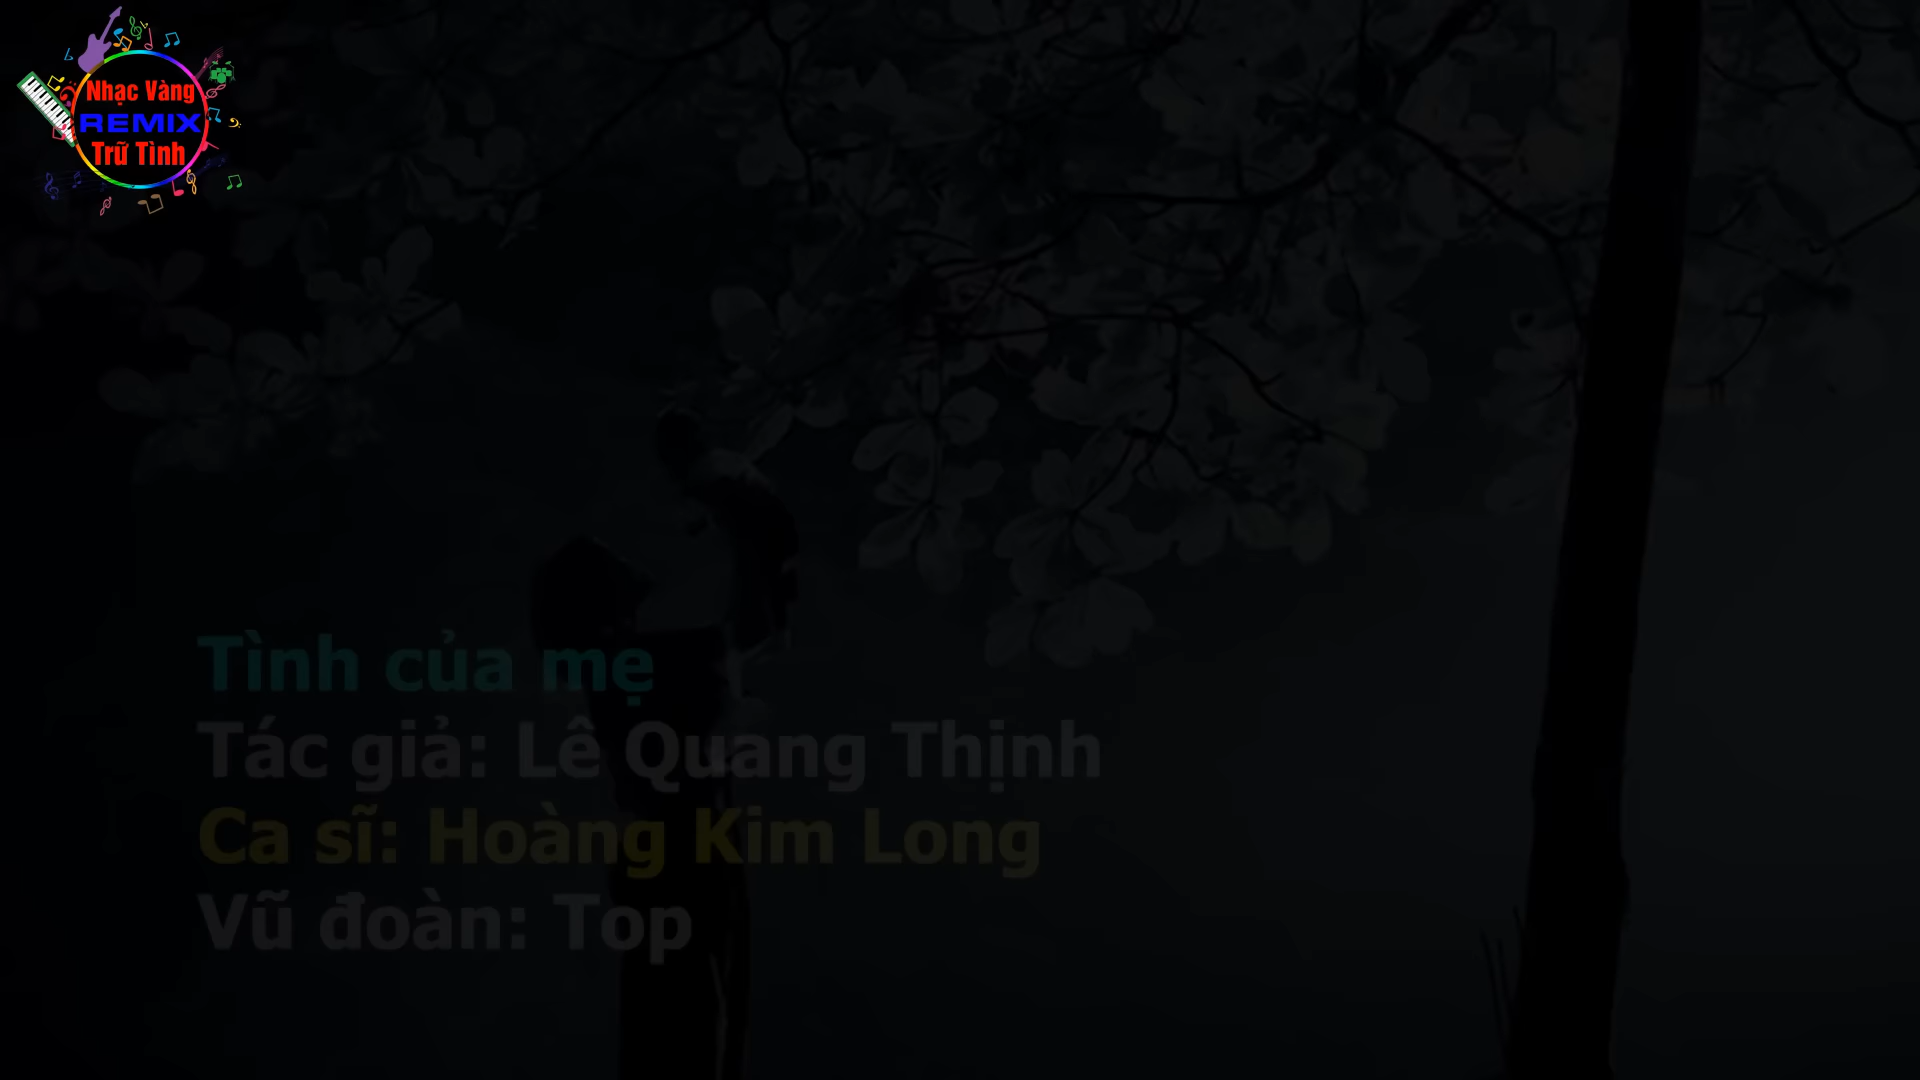 Nhạc Vàng
REMIX
Trữ Tình
Tình của mẹ
Tác giả: Lê Quang Thịnh
Ca sĩ: Hoàng Kim Long
Vũ đoàn: Top